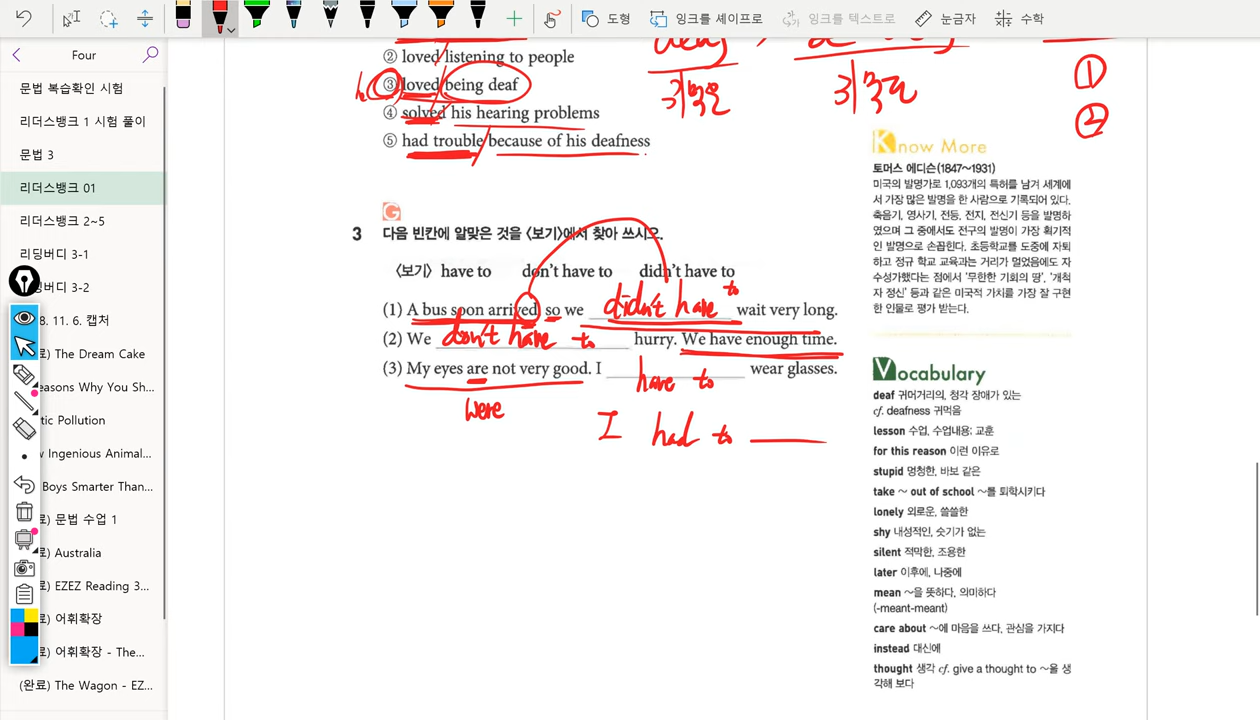 도형
잉크를 셰이프로
잉크를 텍스트로
눈금자
수학
Four
문법 복습확인 시험
리더스뱅크 1 시험 풀이
문법 3
리더스뱅크 01
리더스뱅크 2~5
리딩버디 3-1
딩버디 3-2
8. 11. 6. 캡처
료) The Dream Cake
easons Why You Sh...
tic Pollution
w Ingenious Animal...
Boys Smarter Than...
료) 문법 수업 1
료) Australia
료) EZEZ Reading 3...
료) 어휘확장
료) 어휘확장 - The...
(완료) The Wagon - EZ...
② loved listening to people
③ loved being deaf
④ solved his hearing problems
⑤ had trouble because of his deafness
deaf
귀먹은
귀먹은
①
②
G
3 다음 빈칸에 알맞은 것을 〈보기〉에서 찾아 쓰시오.
〈보기〉 have to don't have to didn't have to
(1) A bus soon arrived, so we didn't have to wait very long.
(2) We don't have to hurry. We have enough time.
(3) My eyes are not very good. I have to wear glasses.
were
I had to
Know More
토머스 에디슨(1847~1931)
미국의 발명가로 1,093개의 특허를 남겨 세계에
서 가장 많은 발명을 한 사람으로 기록되어 있다.
축음기, 영사기, 전등, 전지, 전신기 등을 발명하
였으며 그 중에서도 전구의 발명이 가장 획기적
인 발명으로 손꼽힌다. 초등학교를 도중에 자퇴
하고 정규 학교 교육과는 거리가 멀었음에도 자
수성가했다는 점에서 '무한한 기회의 땅', '개척
자 정신' 등과 같은 미국적 가치를 가장 잘 구현
한 인물로 평가 받는다.
Vocabulary
deaf 귀머거리의, 청각 장애가 있는
cf. deafness 귀먹음
lesson 수업, 수업내용; 교훈
for this reason 이런 이유로
stupid 멍청한, 바보 같은
take ~ out of school ~를 퇴학시키다
lonely 외로운, 쓸쓸한
shy 내성적인, 숫기가 없는
silent 적막한, 조용한
later 이후에, 나중에
mean ~을 뜻하다, 의미하다
(-meant-meant)
care about ~에 마음을 쓰다, 관심을 가지다
instead 대신에
thought 생각 cf. give a thought to ~을 생
각해 보다